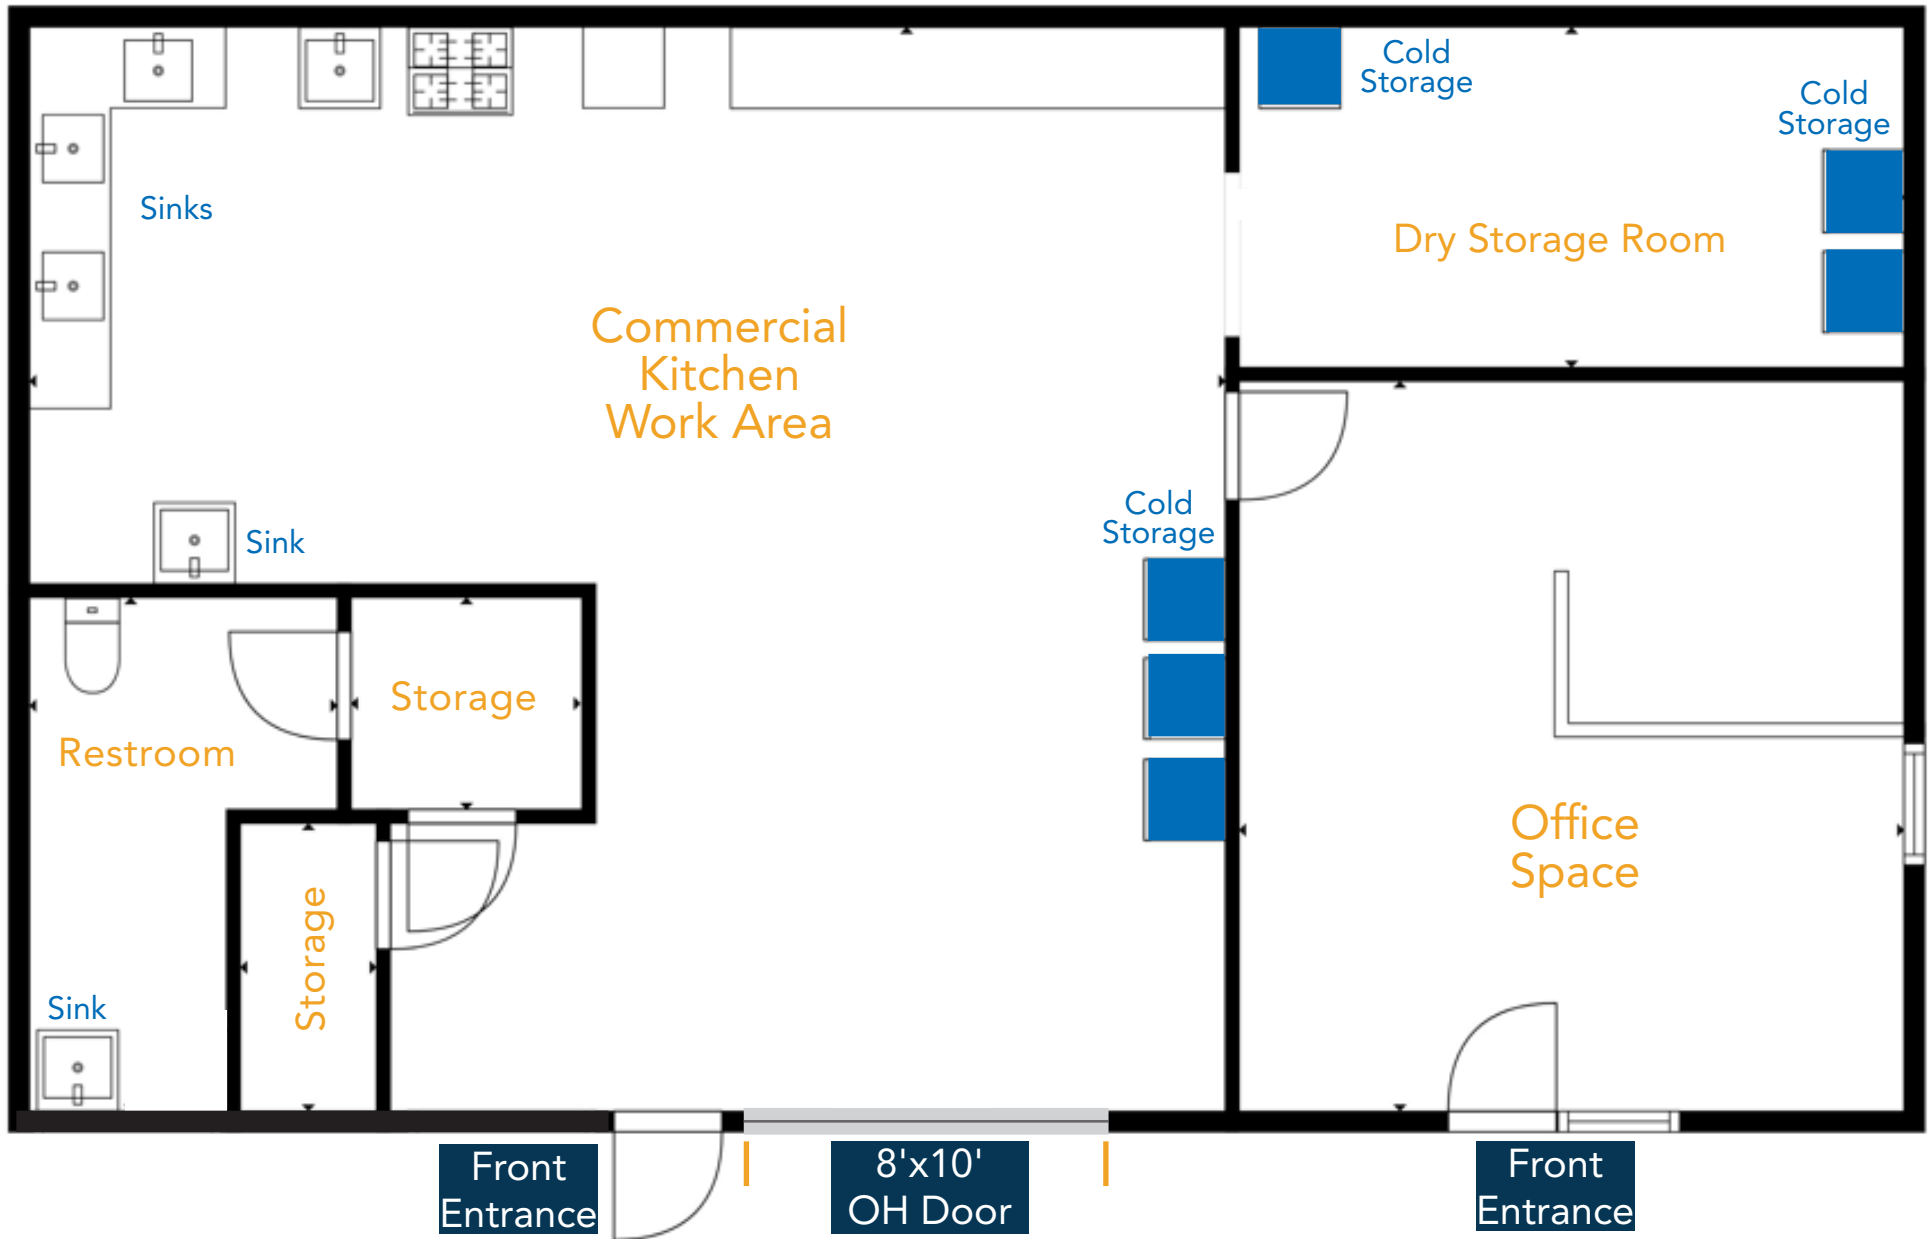 Cold
Storage
Cold
Storage
Sinks
Dry Storage Room
Commercial
Kitchen
Work Area
Cold
Storage
Sink
Storage
Restroom
Office
Space
Storage
Sink
Front
Entrance
8'x10'
OH Door
Front
Entrance